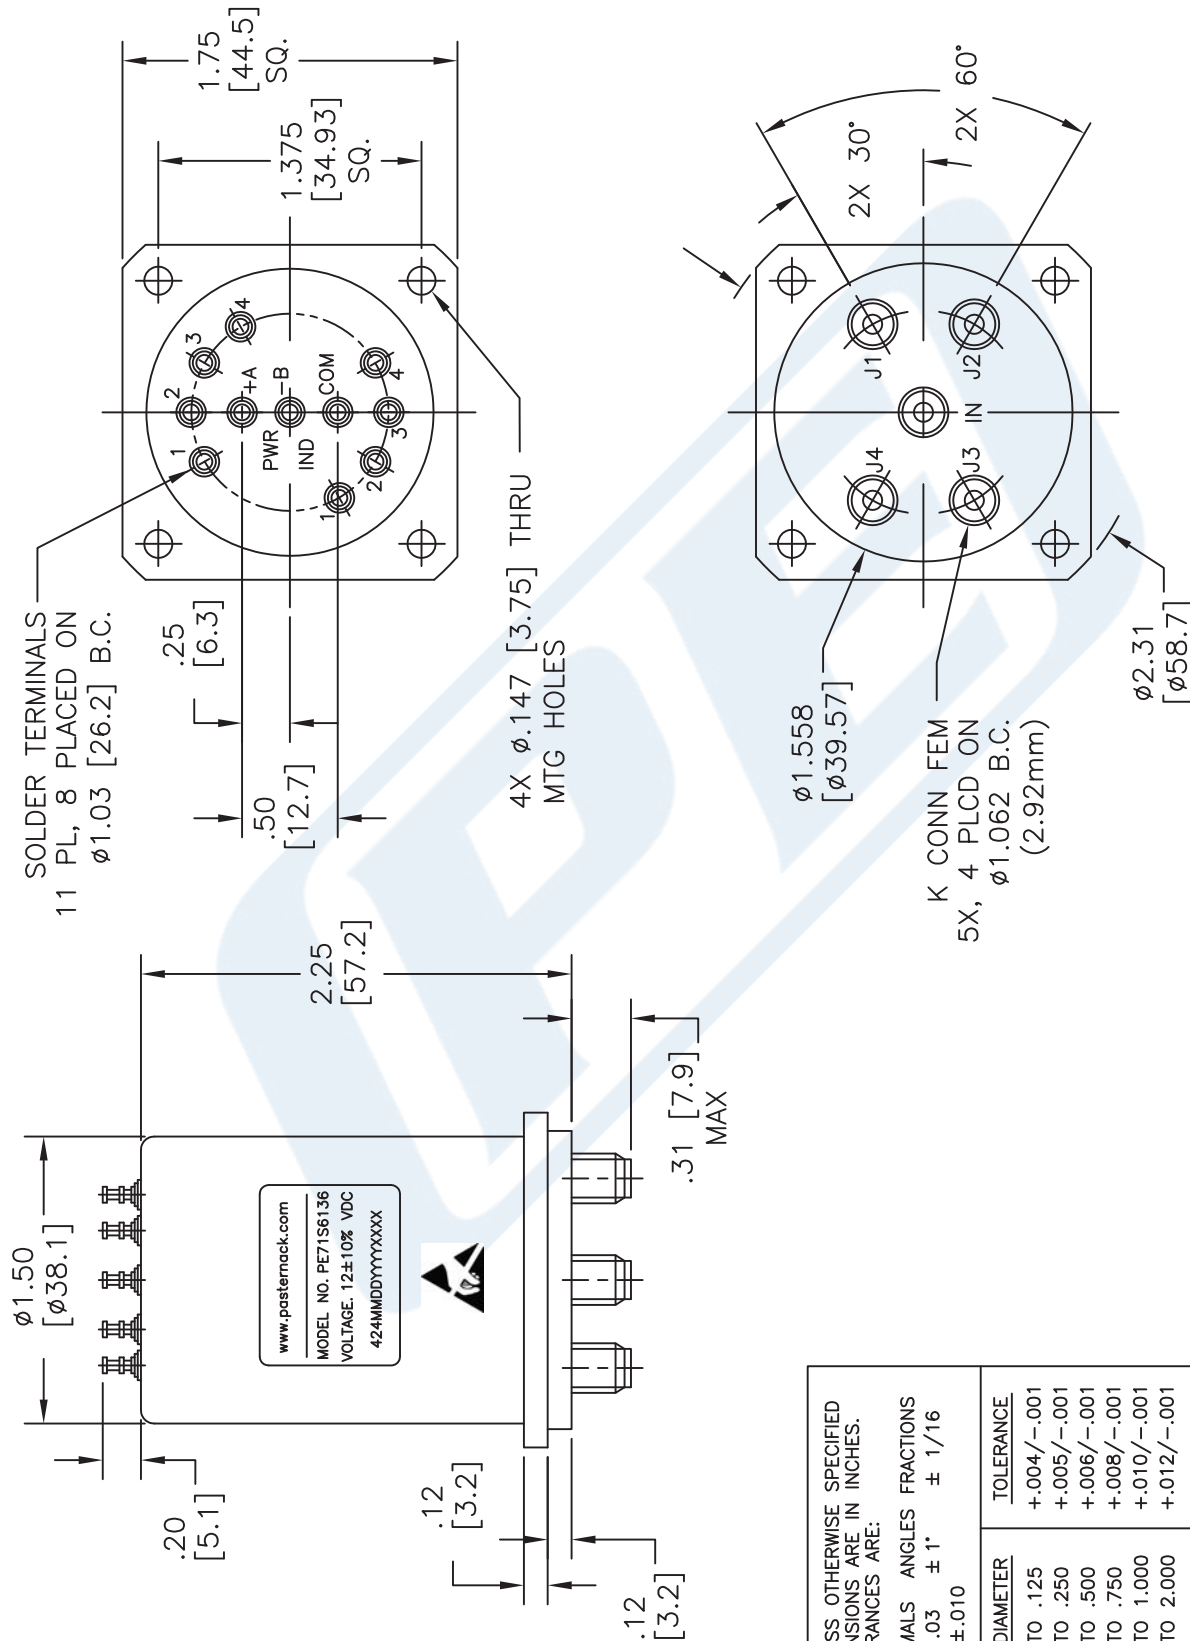 SOLDER TERMINALS
11 PL, 8 PLACED ON
ø1.03 [26.2] B.C.
1.75
[44.5]
SQ.
1.375
[34.93]
SQ.
.25
[6.3]
.50
[12.7]
1
2
3
4
+A
-B
COM
PWR
IND
1
2
3
4
4X ø.147 [3.75] THRU
MTG HOLES
2X 30°
2X 60°
J1
J2
J3
J4
IN
ø1.558
[ø39.57]
K CONN FEM
5X, 4 PLCD ON
ø1.062 B.C.
(2.92mm)
ø2.31
[ø58.7]
ø1.50
[ø38.1]
2.25
[57.2]
.31 [7.9]
MAX
.20
[5.1]
.12
[3.2]
.12
[3.2]
www.pasternack.com
MODEL NO. PE71S6136
VOLTAGE. 12±10% VDC
424MMDDYYYYXXXX
SS OTHERWISE SPECIFIED
NSIONS ARE IN INCHES.
RANCES ARE:
MALS ANGLES FRACTIONS
.03 ± 1° ± 1/16
±.010
DIAMETER TOLERANCE
TO .125 +.004/-.001
TO .250 +.005/-.001
TO .500 +.006/-.001
TO .750 +.008/-.001
TO 1.000 +.010/-.001
TO 2.000 +.012/-.001
PEI